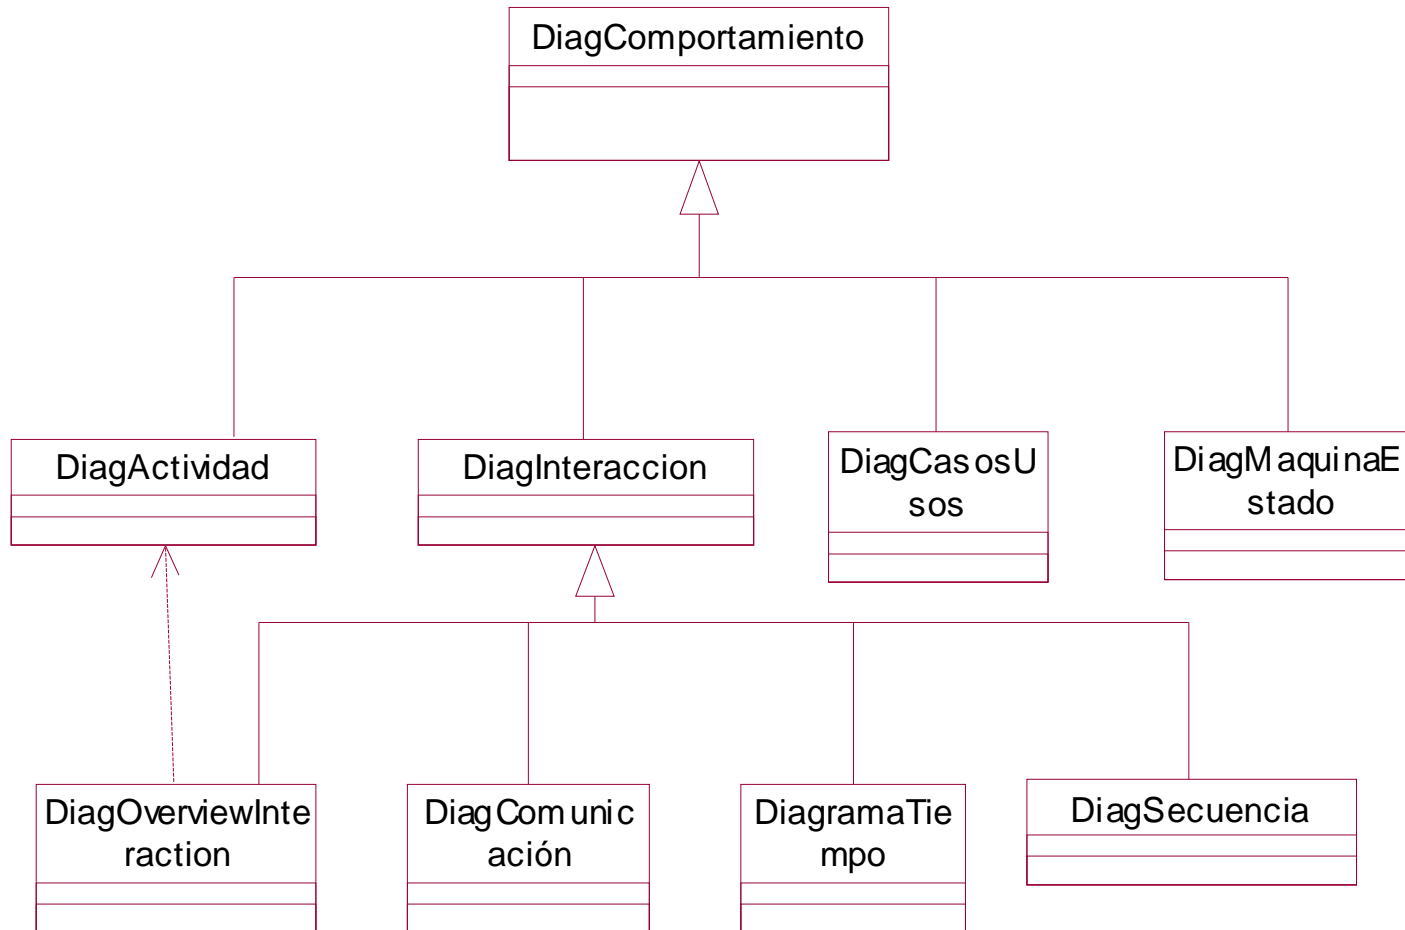 DiagComportamiento
DiagActividad
DiagInteraccion
DiagCasosU
sos
DiagMaquinaE
stado
DiagOverviewInte
raction
DiagComunic
ación
DiagramaTie
mpo
DiagSecuencia